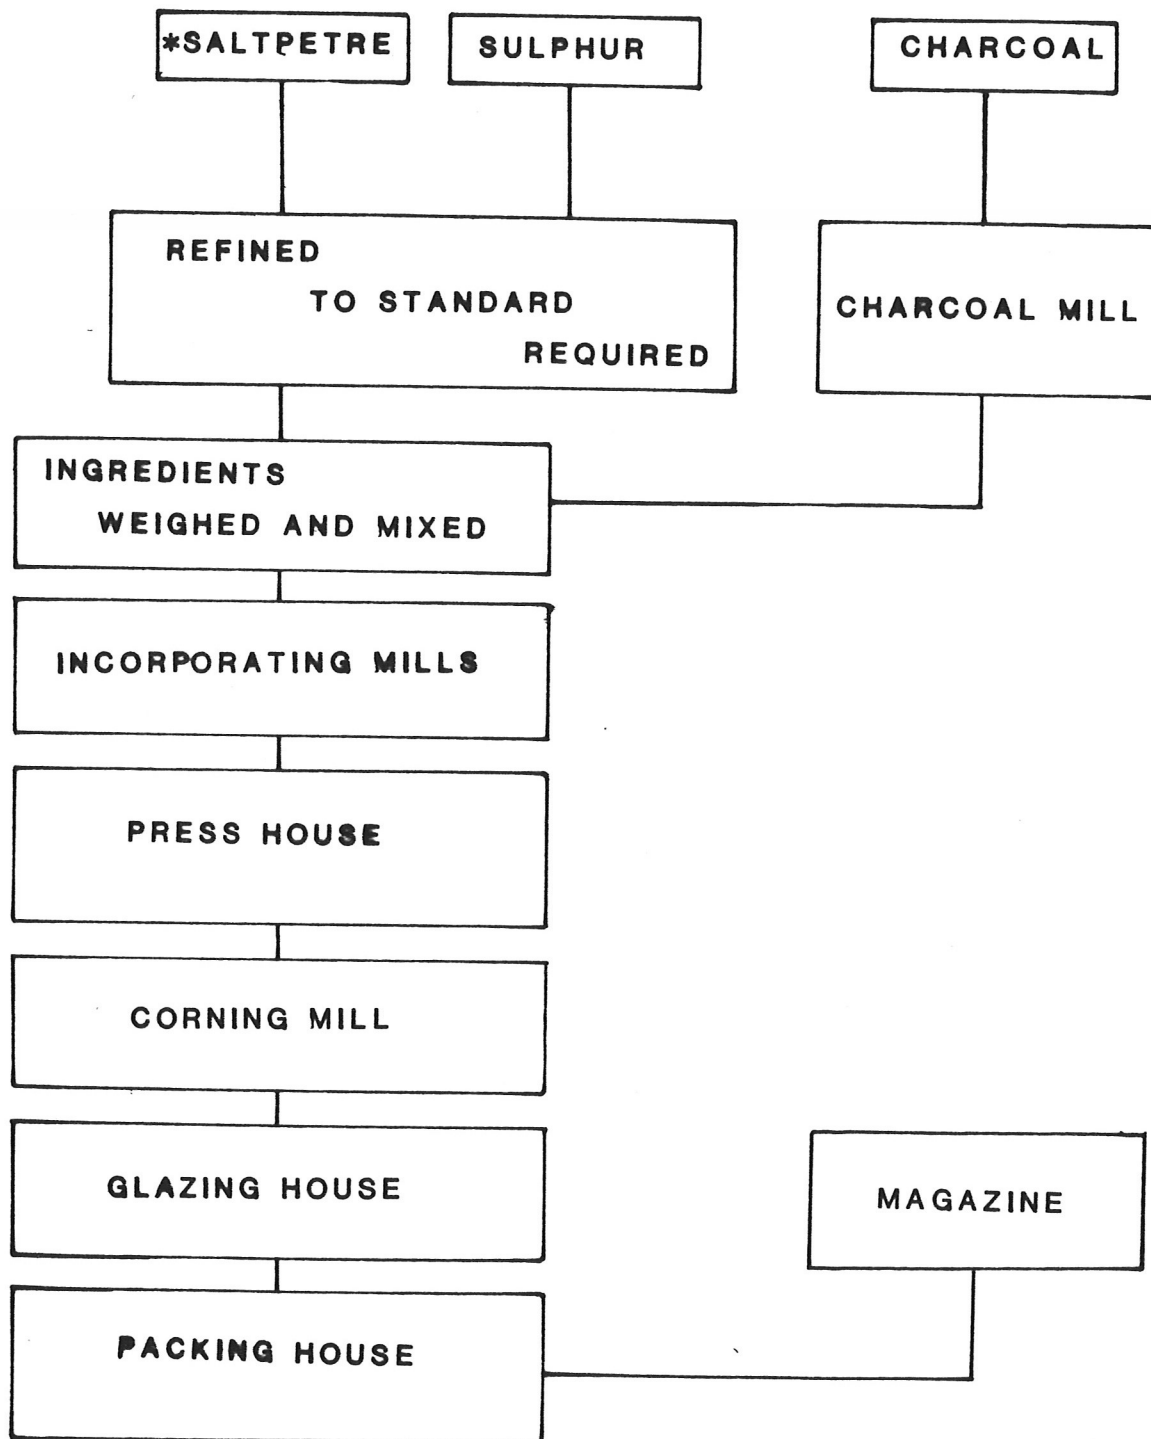 *SALTPETRE
SULPHUR
CHARCOAL
REFINED
TO STANDARD
REQUIRED
CHARCOAL MILL
INGREDIENTS
WEIGHED AND MIXED
INCORPORATING MILLS
PRESS HOUSE
CORNING MILL
GLAZING HOUSE
MAGAZINE
PACKING HOUSE